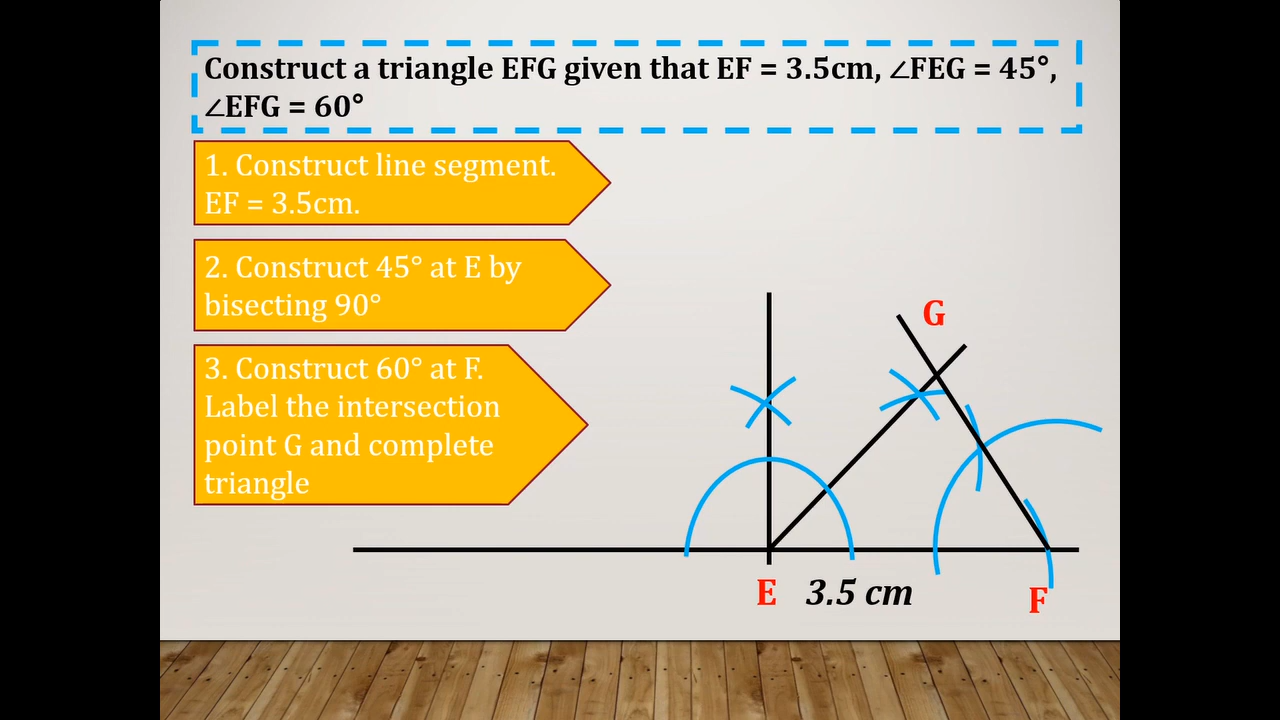 Construct a triangle EFG given that EF = 3.5cm, ∠FEG = 45°,
∠EFG = 60°
1. Construct line segment.
EF = 3.5cm.
2. Construct 45° at E by
bisecting 90°
3. Construct 60° at F.
Label the intersection
point G and complete
triangle
G
E
3.5 cm
F